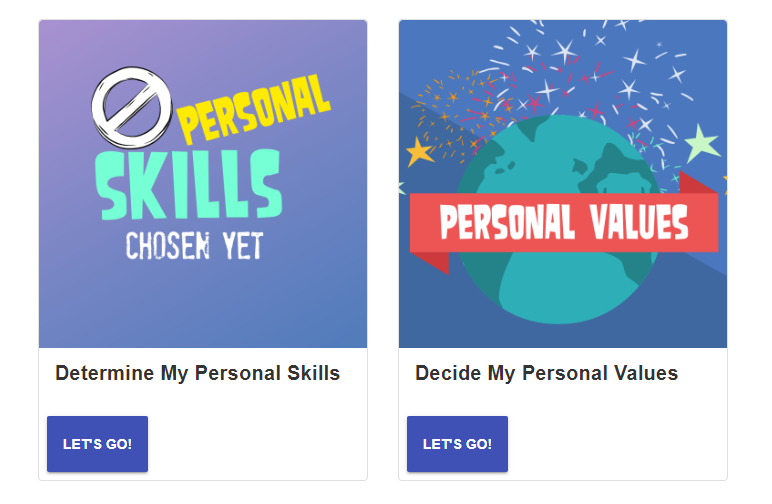 PERSONAL
SKILLS
CHOSEN YET
Determine My Personal Skills
LET'S GO!
PERSONAL VALUES
Decide My Personal Values
LET'S GO!